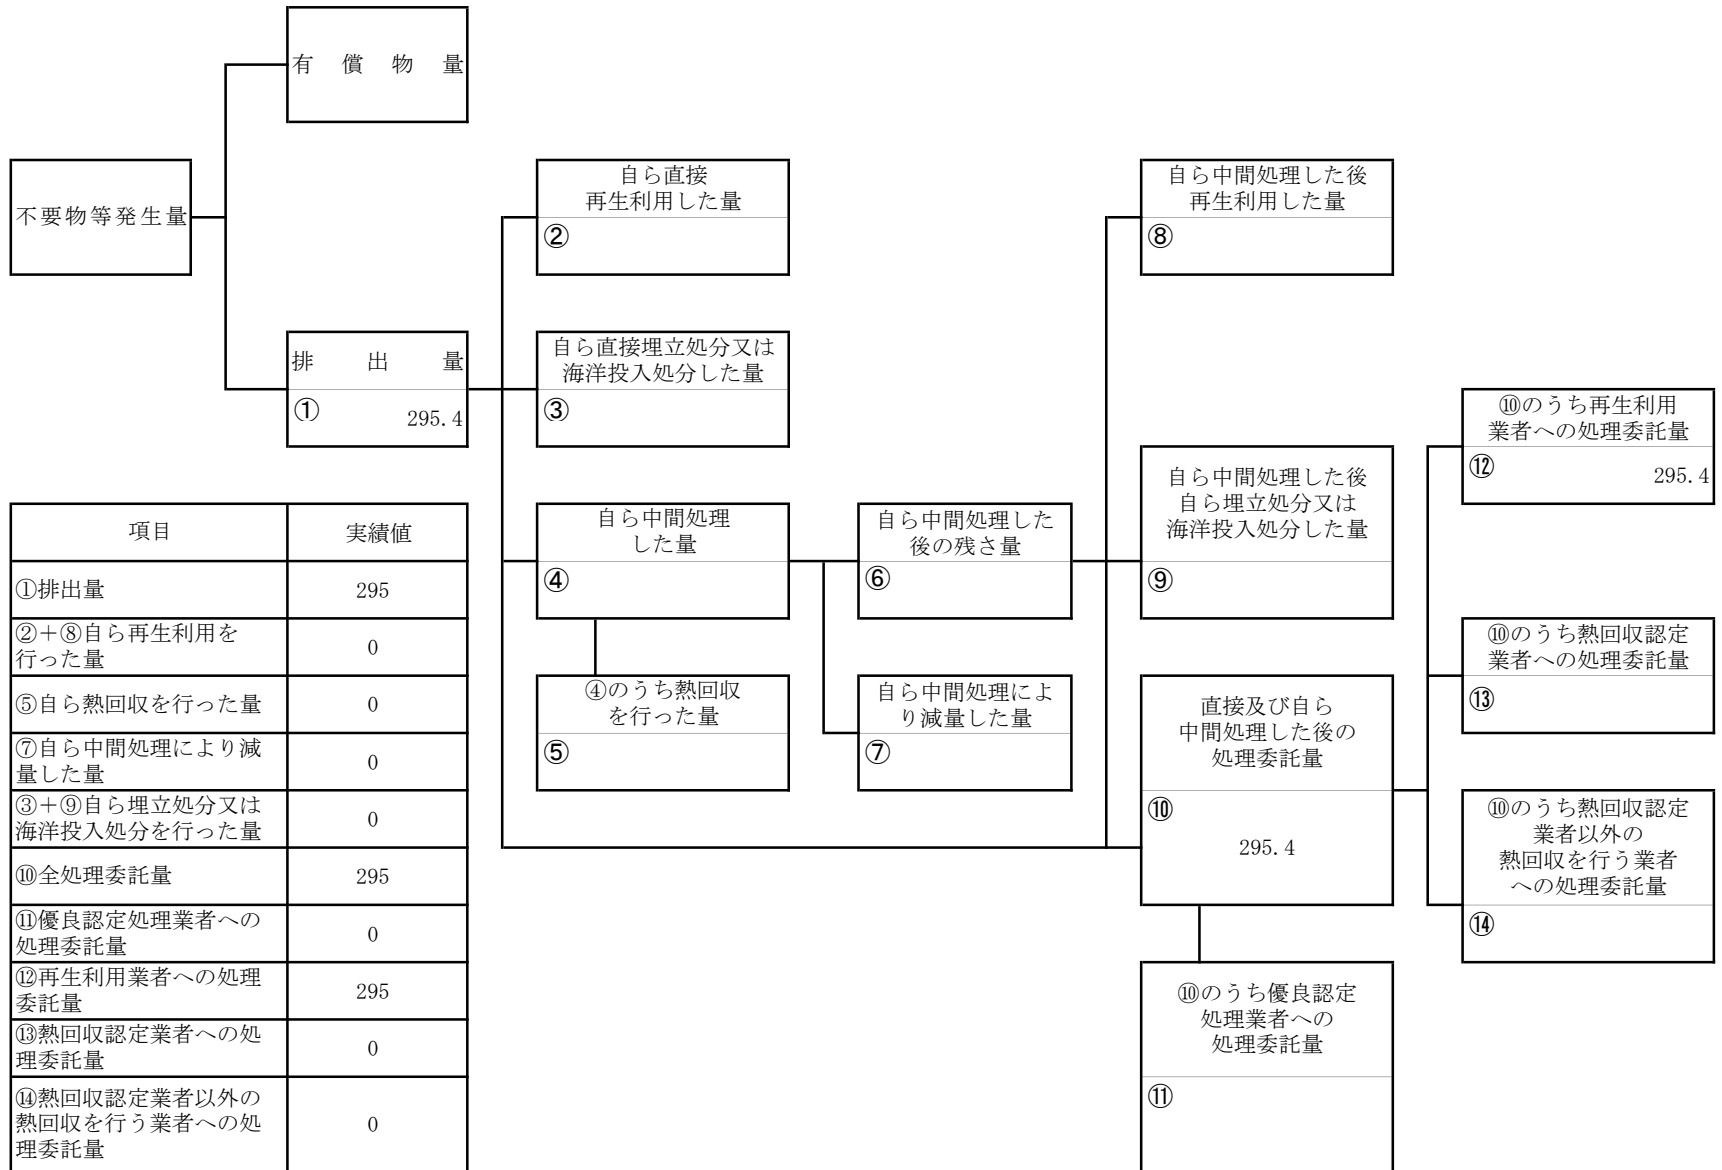 有償物量
不要物等発生量
排出量
①
295.4
自ら直接
再生利用した量
②
自ら直接埋立処分又は
海洋投入処分した量
③
自ら中間処理
した量
④
④のうち熱回収
を行った量
⑤
自ら中間処理した
後の残さ量
⑥
自ら中間処理によ
り減量した量
⑦
自ら中間処理した後
再生利用した量
⑧
自ら中間処理した後
自ら埋立処分又は
海洋投入処分した量
⑨
直接及び自ら
中間処理した後の
処理委託量
⑩
295.4
⑩のうち優良認定
処理業者への
処理委託量
⑪
⑩のうち再生利用
業者への処理委託量
⑫
295.4
⑩のうち熱回収認定
業者への処理委託量
⑬
⑩のうち熱回収認定
業者以外の
熱回収を行う業者
への処理委託量
⑭
項目 実績値
①排出量 295
②+⑧自ら再生利用を
行った量 0
⑤自ら熱回収を行った量 0
⑦自ら中間処理により減
量した量 0
③+⑨自ら埋立処分又は
海洋投入処分を行った量 0
⑩全処理委託量 295
⑪優良認定処理業者への
処理委託量 0
⑫再生利用業者への処理
委託量 295
⑬熱回収認定業者への処
理委託量 0
⑭熱回収認定業者以外の
熱回収を行う業者への処
理委託量 0